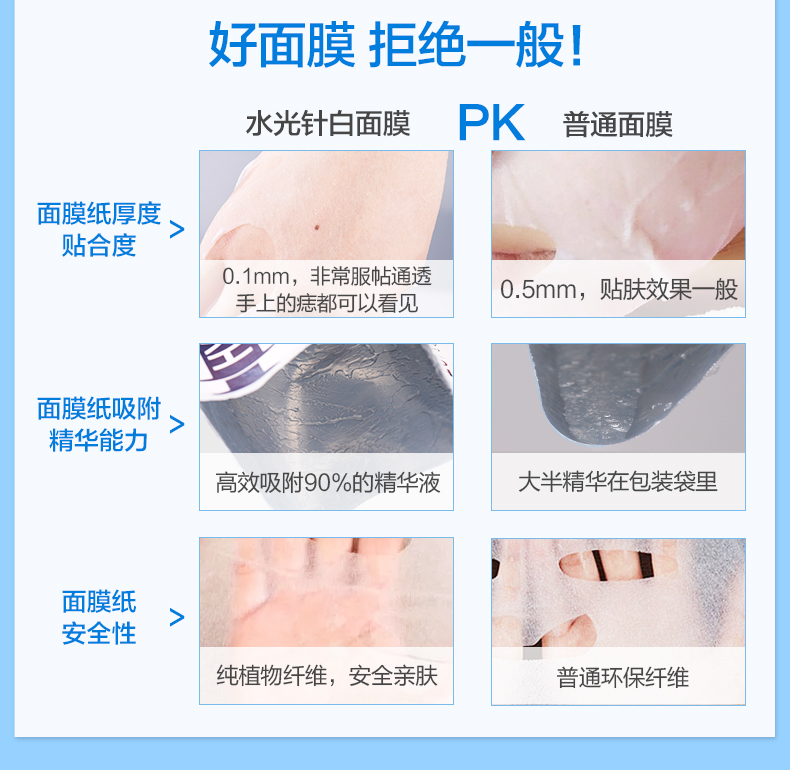 好面膜 拒绝一般!
水光针白面膜 PK 普通面膜
面膜纸厚度
贴合度
>
0.1mm，非常服帖通透
手上的痣都可以看见
0.5mm，贴肤效果一般
面膜纸吸附
精华能力
>
高效吸附90%的精华液
大半精华在包装袋里
面膜纸
安全性
>
纯植物纤维，安全亲肤
普通环保纤维